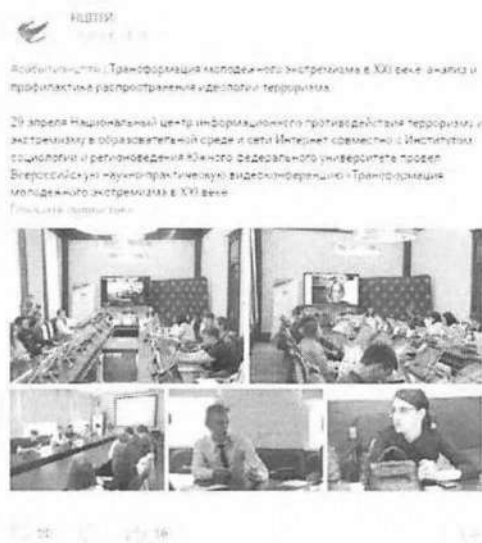 НЦПТИ
#событиянцпти | Трансформация молодежного экстремизма в XXI веке: анализ и
профилактика распространения идеологии терроризма
29 апреля Национальный центр информационного противодействия терроризму и
экстремизму в образовательной среде и сети Интернет совместно с Институтом
социологии и регионоведения Южного федерального университета провел
Всероссийскую научно-практическую видеоконференцию «Трансформация
молодежного экстремизма в XXI веке
Показать полностью